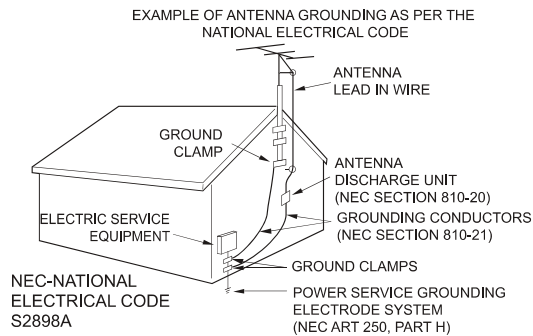 EXAMPLE OF ANTENNA GROUNDING AS PER THE
NATIONAL ELECTRICAL CODE
ANTENNA
LEAD IN WIRE
GROUND
CLAMP
ANTENNA
DISCHARGE UNIT
(NEC SECTION 810-20)
ELECTRIC SERVICE
EQUIPMENT
GROUNDING CONDUCTORS
(NEC SECTION 810-21)
GROUND CLAMPS
NEC-NATIONAL
ELECTRICAL CODE
S2898A
POWER SERVICE GROUNDING
ELECTRODE SYSTEM
(NEC ART 250, PART H)